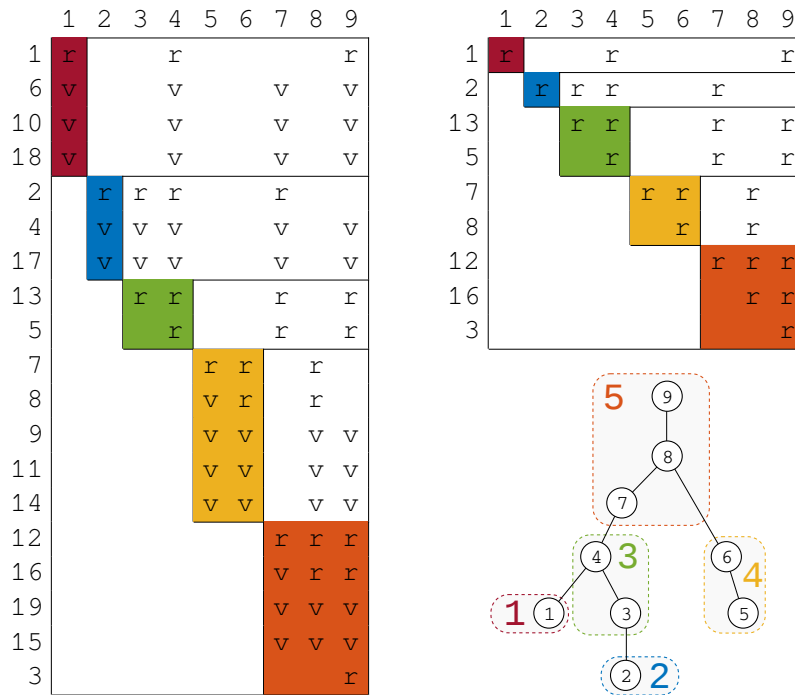 1 2 3 4 5 6 7 8 9
1 r r r
6 v v v v
10 v v v v
18 v v v v
2 r r r r
4 v v v v v
17 v v v v v
13 r r r r
5 r r r
7 r r r
8 v r r
9 v v v v
11 v v v v
14 v v v v
12 r r r
16 v r r
19 v v v
15 v v v
3 r
1 2 3 4 5 6 7 8 9
1 r r r
2 r r r r
13 r r r r
5 r r r
7 r r r
8 r r
12 r r r
16 r r
3 r
5 9
8
7
4 3 6 4
1 1 3 5
2 2